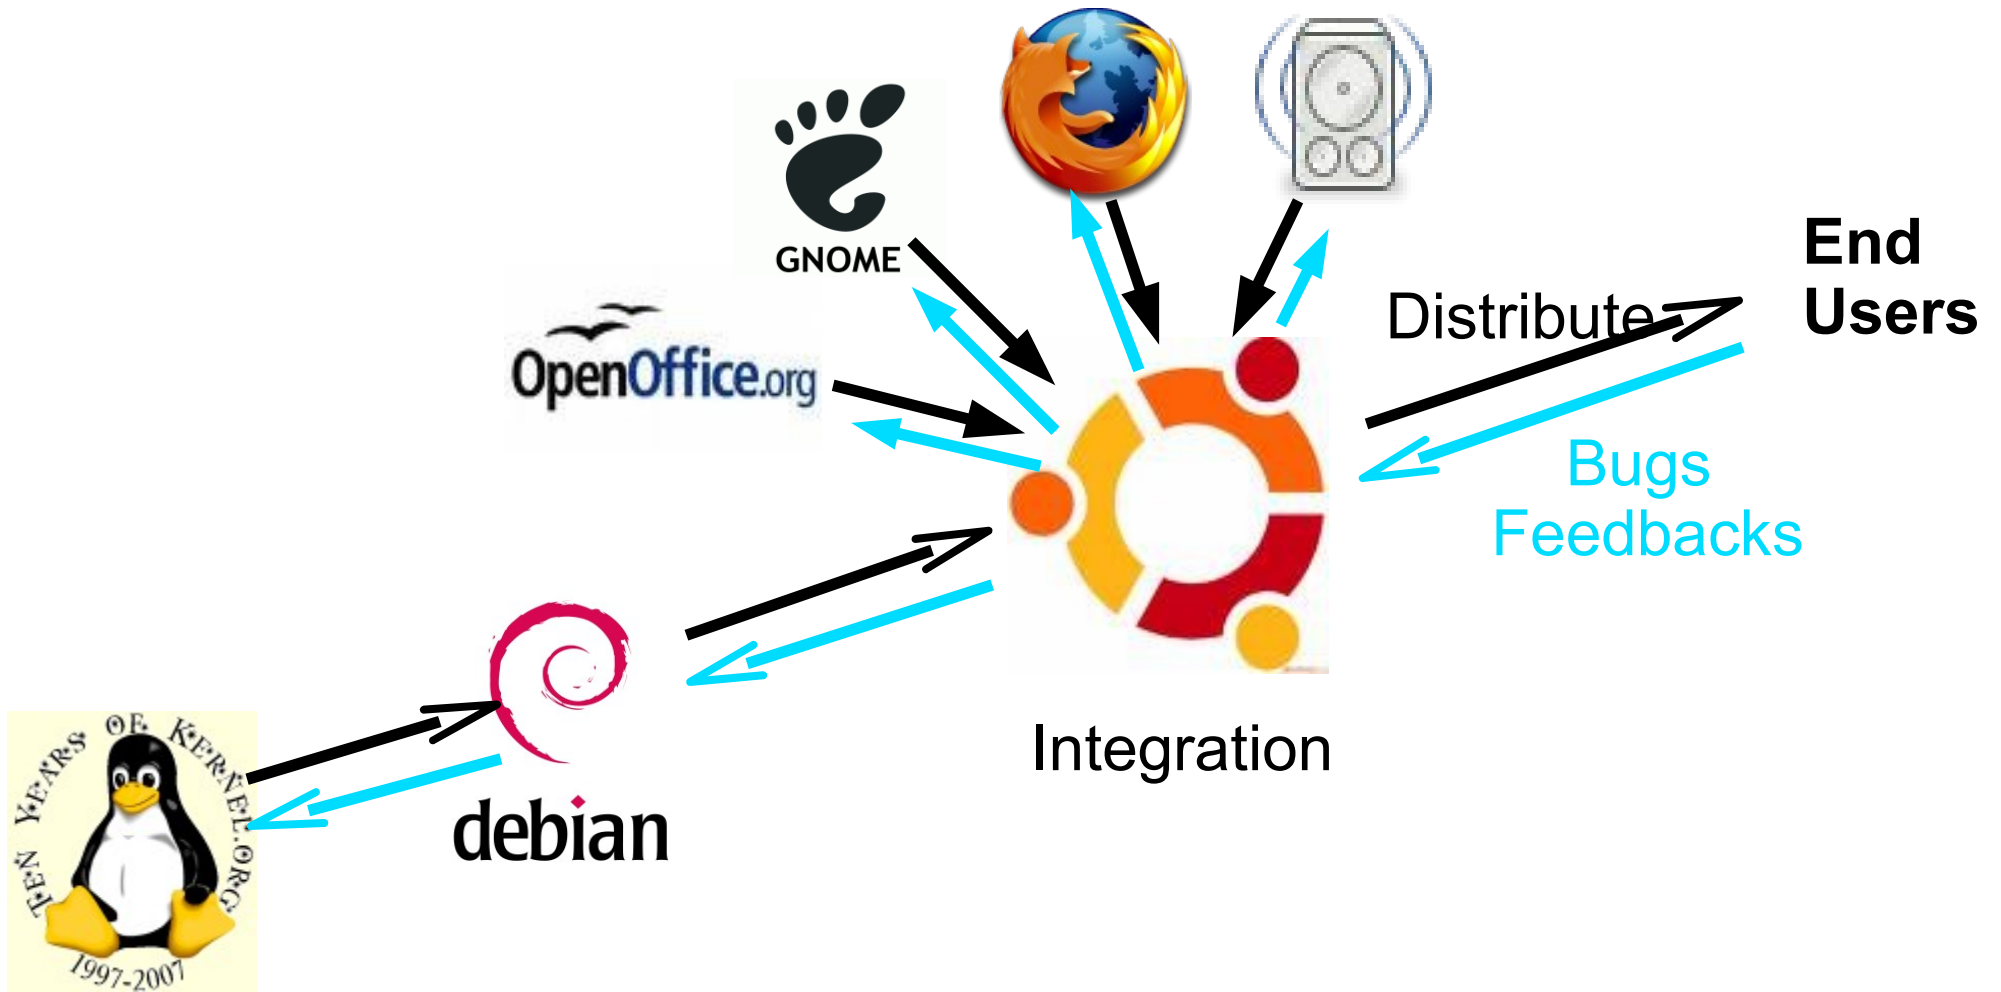 GNOME
OpenOffice.org
End
Users
Distribute
Bugs
Feedbacks
Integration
debian
TEN YEARS OF KERNEL.ORG
1997-2007